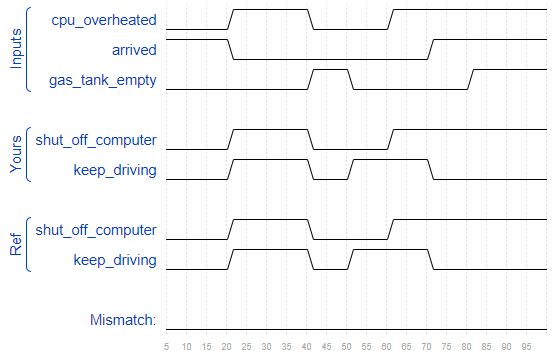 Inputs
cpu_overheated
arrived
gas_tank_empty
Yours
shut_off_computer
keep_driving
Ref
shut_off_computer
keep_driving
Mismatch:
5 10 15 20 25 30 35 40 45 50 55 60 65 70 75 80 85 90 95